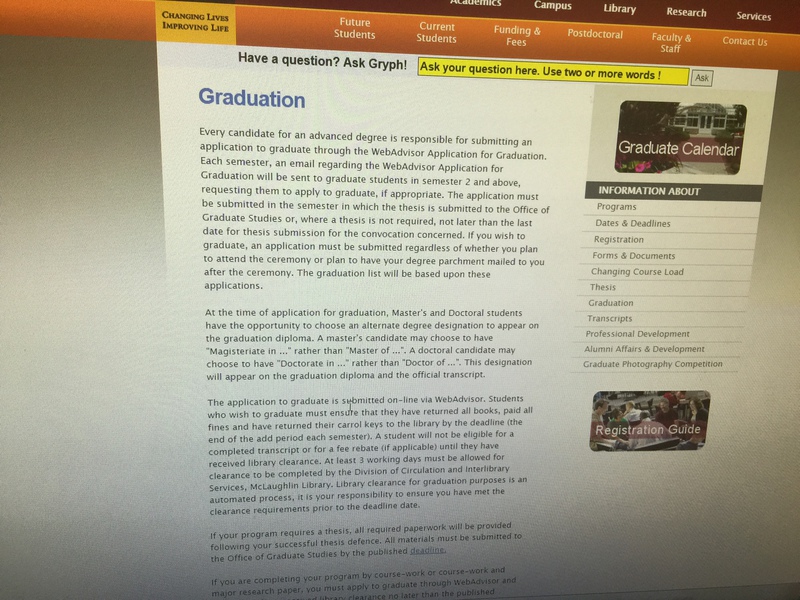 CHANGING LIVES
IMPROVING LIFE
Academics
Campus
Library
Research
Services
Future
Students
Current
Students
Funding &
Fees
Postdoctoral
Faculty &
Staff
Contact Us
Have a question? Ask Gryph!
Ask your question here. Use two or more words !
Ask
Graduation
Every candidate for an advanced degree is responsible for submitting an
application to graduate through the WebAdvisor Application for Graduation.
Each semester, an email regarding the WebAdvisor Application for
Graduation will be sent to graduate students in semester 2 and above,
requesting them to apply to graduate, if appropriate. The application must
be submitted in the semester in which the thesis is submitted to the Office of
Graduate Studies or, where a thesis is not required, not later than the last
date for thesis submission for the convocation concerned. If you wish to
graduate, an application must be submitted regardless of whether you plan
to attend the ceremony or plan to have your degree parchment mailed to you
after the ceremony. The graduation list will be based upon these
applications.
At the time of application for graduation, Master's and Doctoral students
have the opportunity to choose an alternate degree designation to appear on
the graduation diploma. A master's candidate may choose to have
"Magisteriate in ..." rather than "Master of ...". A doctoral candidate may
choose to have "Doctorate in ..." rather than "Doctor of ...". This designation
will appear on the graduation diploma and the official transcript.
The application to graduate is submitted on-line via WebAdvisor. Students
who wish to graduate must ensure that they have returned all books, paid all
fines and have returned their carrol keys to the library by the deadline (the
end of the add period each semester). A student will not be eligible for a
completed transcript or for a fee rebate (if applicable) until they have
received library clearance. At least 3 working days must be allowed for
clearance to be completed by the Division of Circulation and Interlibrary
Services, McLaughlin Library. Library clearance for graduation purposes is an
automated process, it is your responsibility to ensure you have met the
clearance requirements prior to the deadline date.
If your program requires a thesis, all required paperwork will be provided
following your successful thesis defence. All materials must be submitted to
the Office of Graduate Studies by the published deadline.
If you are completing your program by course-work or course-work and
major research paper, you must apply to graduate through WebAdvisor and
library clearance no later than the published
Graduate Calendar
INFORMATION ABOUT
Programs
Dates & Deadlines
Registration
Forms & Documents
Changing Course Load
Thesis
Graduation
Transcripts
Professional Development
Alumni Affairs & Development
Graduate Photography Competition
Registration Guide